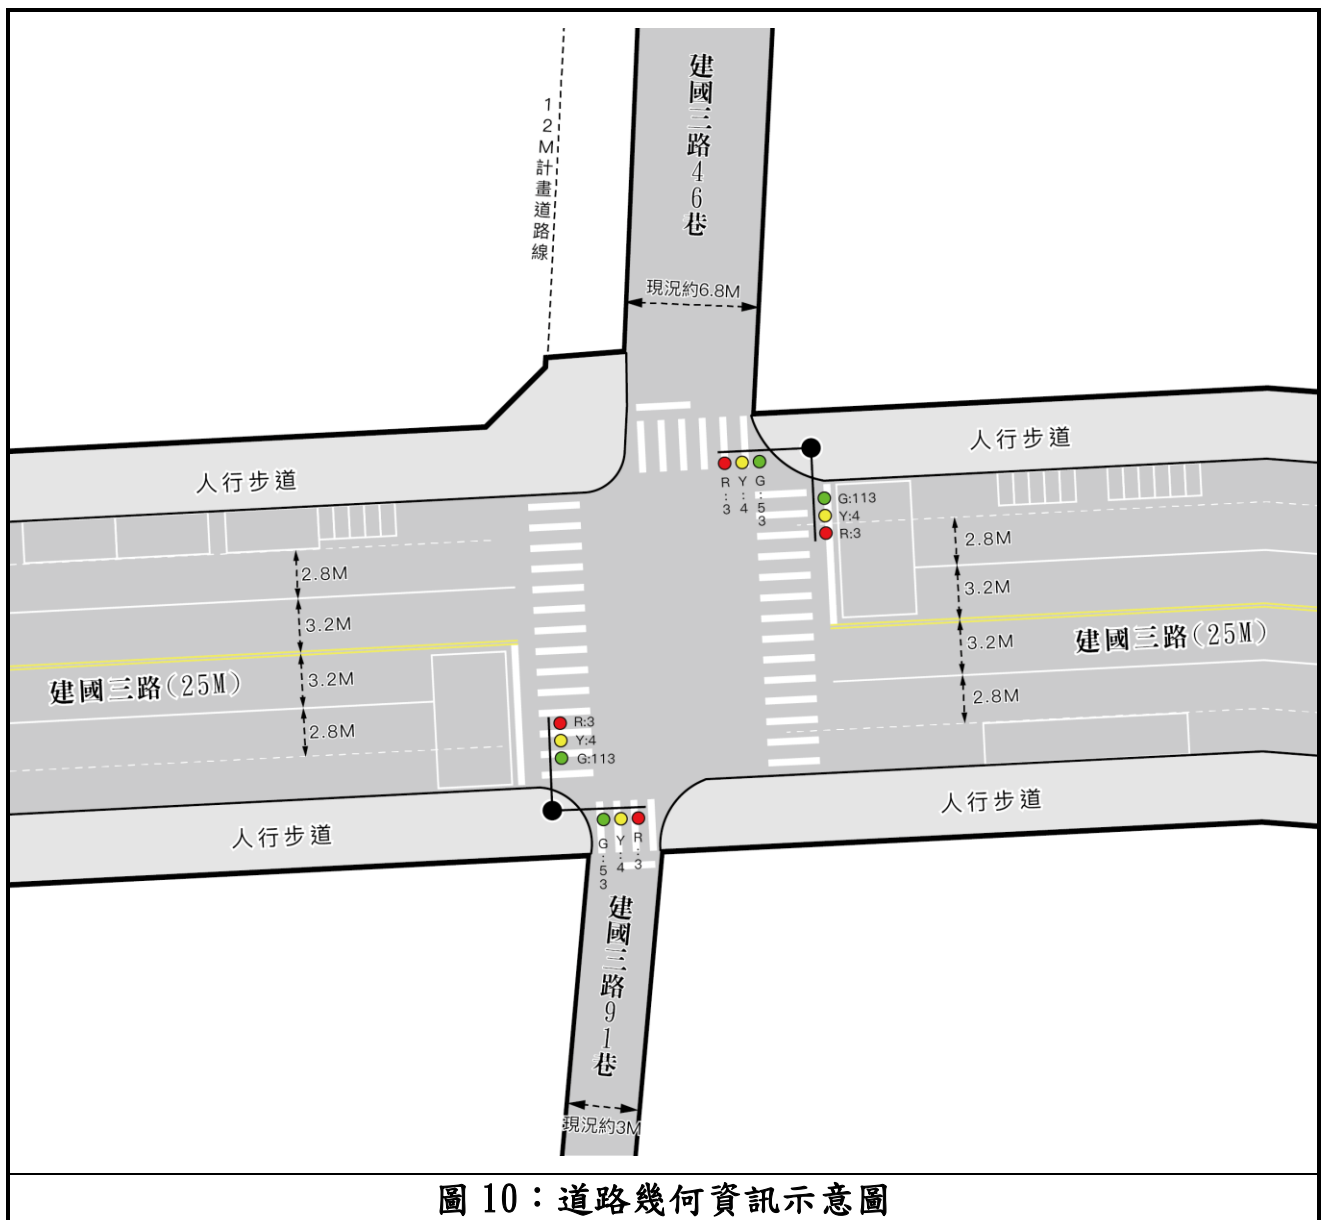 建國三路46巷
12M計畫道路線
現況約6.8M
人行步道
人行步道
R:3
Y:4
G:53
G:113
Y:4
R:3
2.8M
3.2M
3.2M
2.8M
建國三路(25M)
2.8M
3.2M
3.2M
2.8M
建國三路(25M)
R:3
Y:4
G:113
人行步道
人行步道
G:53
Y:4
R:3
建國三路91巷
現況約3M
圖 10：道路幾何資訊示意圖